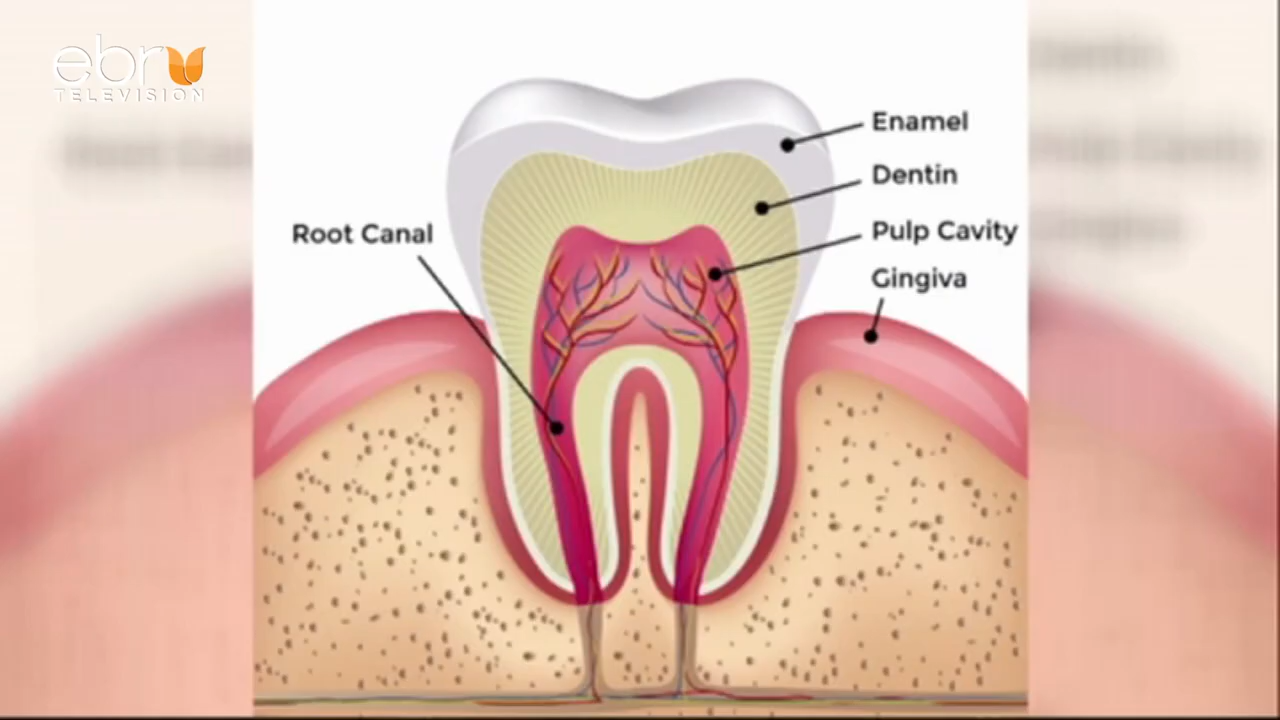 ebru
TELEVISION
Enamel
Dentin
Root Canal
Pulp Cavity
Gingiva